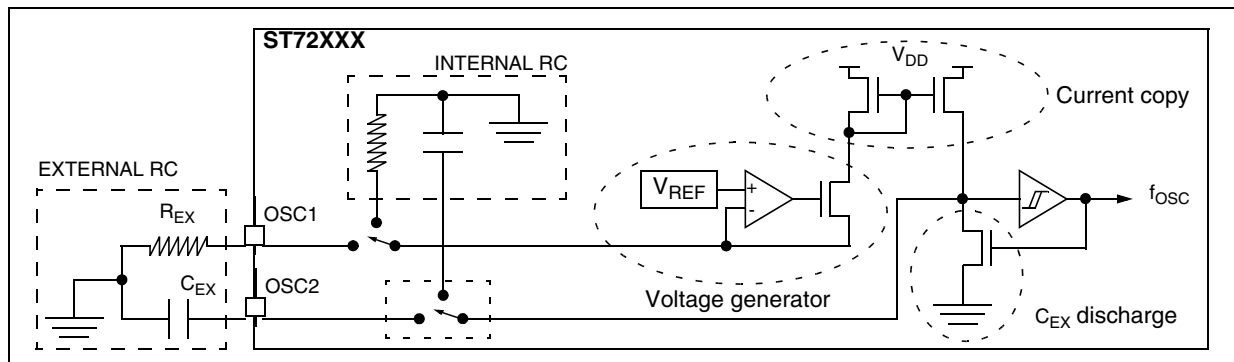 ST72XXX
INTERNAL RC
VDD
Current copy
EXTERNAL RC
REX
OSC1
VREF
+
-
fOSC
CEX
OSC2
Voltage generator
CEX discharge